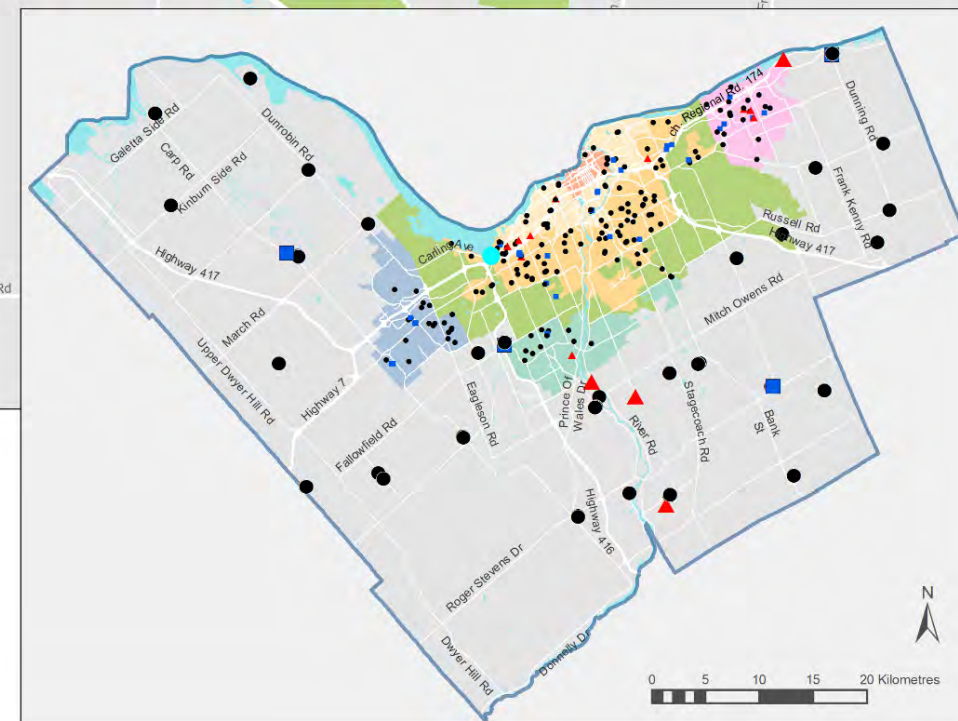 Rd
ch- Regional Rd. 174
Galetta Side Rd
Dunrobin Rd
Dunning Rd
Carp Rd
Kinburn Side Rd
Frank Kenny Rd
Russell Rd
Highway 417
Carling Ave
Highway 417
Mitch Owens Rd
March Rd
Upper Dwyer Hill Rd
Highway 7
Eagleson Rd
Prince Of
Wales Dr
River Rd
Stagecoach Rd
Bank
St
Fallowfield Rd
Highway 416
Roger Stevens Dr
Dwyer Hill Rd
Donnelly Dr
N
0 5 10 15 20 Kilometres